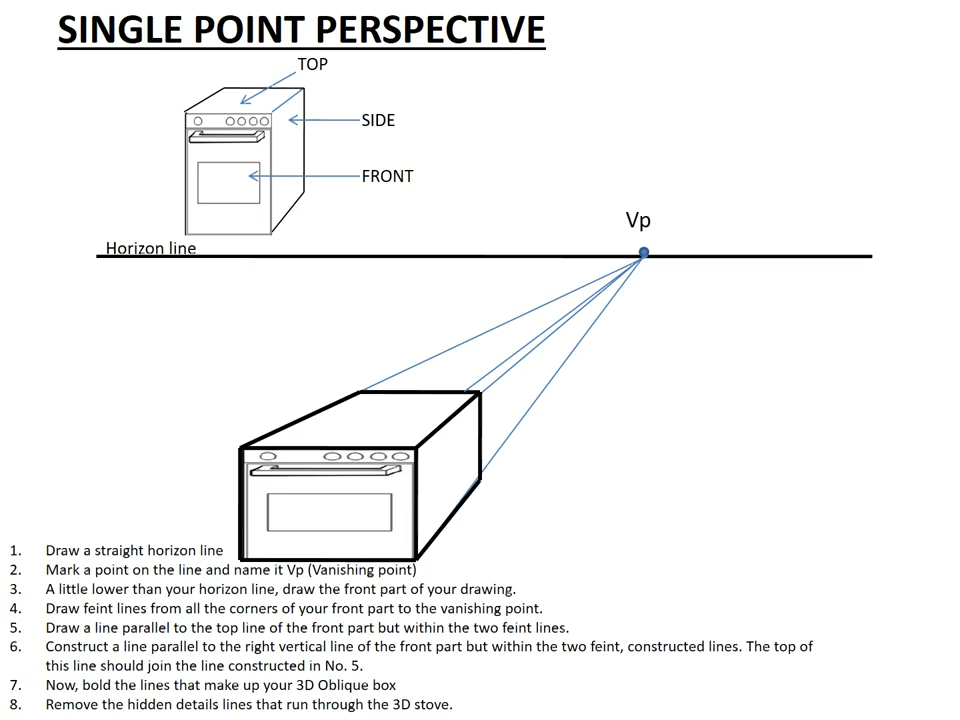 SINGLE POINT PERSPECTIVE
TOP
SIDE
FRONT
Vp
Horizon line
1. Draw a straight horizon line
2. Mark a point on the line and name it Vp (Vanishing point)
3. A little lower than your horizon line, draw the front part of your drawing.
4. Draw feint lines from all the corners of your front part to the vanishing point.
5. Draw a line parallel to the top line of the front part but within the two feint lines.
6. Construct a line parallel to the right vertical line of the front part but within the two feint, constructed lines. The top of
this line should join the line constructed in No. 5.
7. Now, bold the lines that make up your 3D Oblique box
8. Remove the hidden details lines that run through the 3D stove.